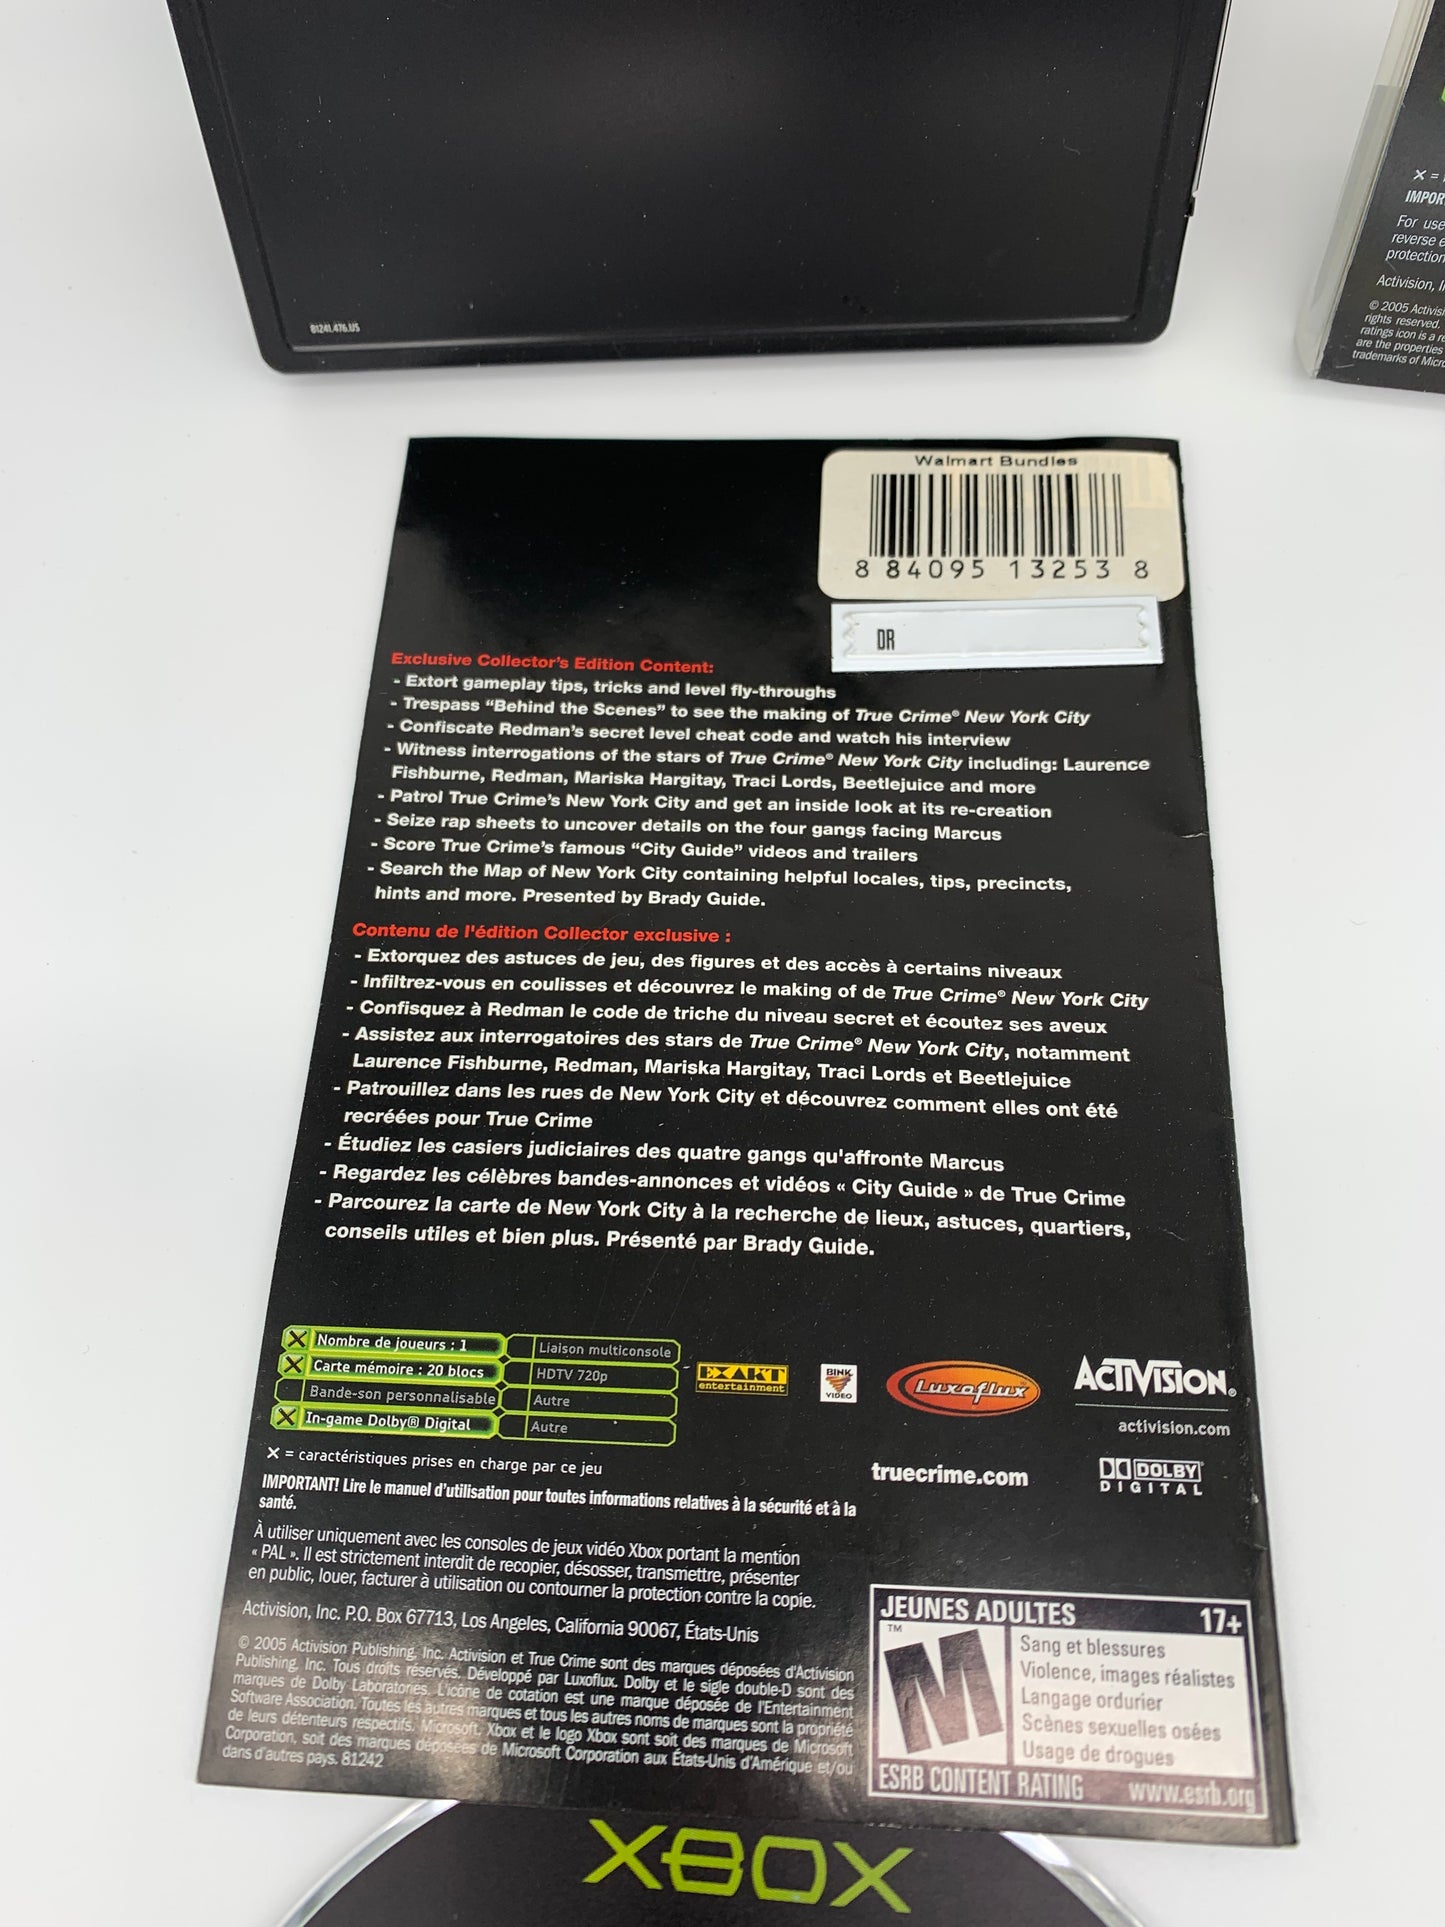 81241.476.US
✕ =
IMPOR
For use
reverse e
protection
Activision, I
© 2005 Activis
rights reserved.
ratings icon is a re
are the properties
trademarks of Micro
Walmart Bundles
8 84095 13253 8
DR
Exclusive Collector's Edition Content:
- Extort gameplay tips, tricks and level fly-throughs
- Trespass “Behind the Scenes” to see the making of True Crime® New York City
- Confiscate Redman's secret level cheat code and watch his interview
- Witness interrogations of the stars of True Crime® New York City including: Laurence
Fishburne, Redman, Mariska Hargitay, Traci Lords, Beetlejuice and more
- Patrol True Crime's New York City and get an inside look at its re-creation
- Seize rap sheets to uncover details on the four gangs facing Marcus
- Score True Crime's famous “City Guide” videos and trailers
- Search the Map of New York City containing helpful locales, tips, precincts,
hints and more. Presented by Brady Guide.
Contenu de l'édition Collector exclusive :
- Extorquez des astuces de jeu, des figures et des accès à certains niveaux
- Infiltrez-vous en coulisses et découvrez le making of de True Crime® New York City
- Confisquez à Redman le code de triche du niveau secret et écoutez ses aveux
- Assistez aux interrogatoires des stars de True Crime® New York City, notamment
Laurence Fishburne, Redman, Mariska Hargitay, Traci Lords et Beetlejuice
- Patrouillez dans les rues de New York City et découvrez comment elles ont été
recréées pour True Crime
- Étudiez les casiers judiciaires des quatre gangs qu'affronte Marcus
- Regardez les célèbres bandes-annonces et vidéos « City Guide » de True Crime
- Parcourez la carte de New York City à la recherche de lieux, astuces, quartiers,
conseils utiles et bien plus. Présenté par Brady Guide.
Nombre de joueurs : 1
Liaison multiconsole
Carte mémoire : 20 blocs
HDTV 720p
Bande-son personnalisable
Autre
In-game Dolby® Digital
Autre
EXAKT
entertainment
BINK
VIDEO
Luxoflux™
ACTIVISION®
activision.com
truecrime.com
DOLBY
DIGITAL
✕ = caractéristiques prises en charge par ce jeu
IMPORTANT! Lire le manuel d'utilisation pour toutes informations relatives à la sécurité et à la
santé.
À utiliser uniquement avec les consoles de jeux vidéo Xbox portant la mention
« PAL ». Il est strictement interdit de recopier, désosser, transmettre, présenter
en public, louer, facturer à utilisation ou contourner la protection contre la copie.
Activision, Inc. P.O. Box 67713, Los Angeles, California 90067, États-Unis
© 2005 Activision Publishing, Inc. Activision et True Crime sont des marques déposées d'Activision
Publishing, Inc. Tous droits réservés. Développé par Luxoflux. Dolby et le sigle double-D sont des
marques de Dolby Laboratories. L'icône de cotation est une marque déposée de l'Entertainment
Software Association. Toutes les autres marques et tous les autres noms de marques sont la propriété
de leurs détenteurs respectifs. Microsoft, Xbox et le logo Xbox sont soit des marques de Microsoft
Corporation, soit des marques déposées de Microsoft Corporation aux États-Unis d'Amérique et/ou
dans d'autres pays. 81242
JEUNES ADULTES 17+
™
M
Sang et blessures
Violence, images réalistes
Langage ordurier
Scènes sexuelles osées
Usage de drogues
ESRB CONTENT RATING www.esrb.org
XBOX